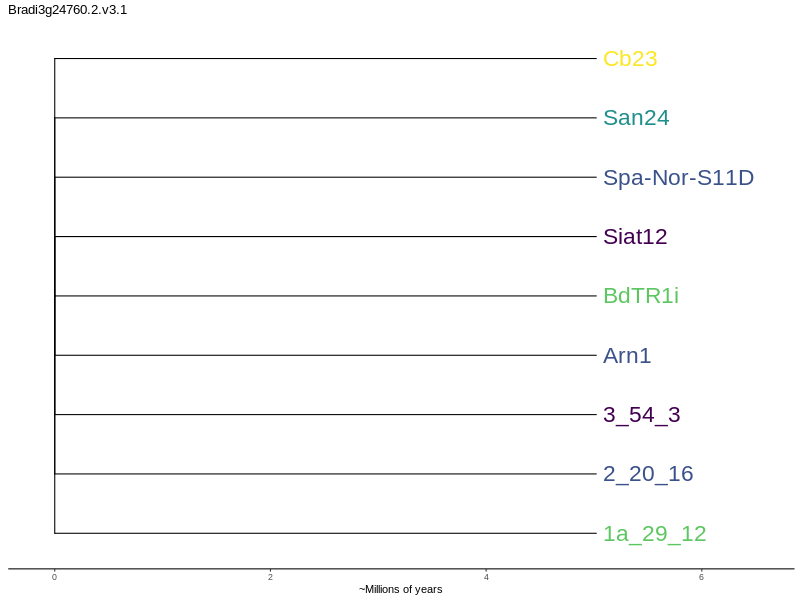 Bradi3g24760.2.v3.1
Cb23
San24
Spa-Nor-S11D
Siat12
BdTR1i
Arn1
3_54_3
2_20_16
1a_29_12
0 2 4 6
~Millions of years